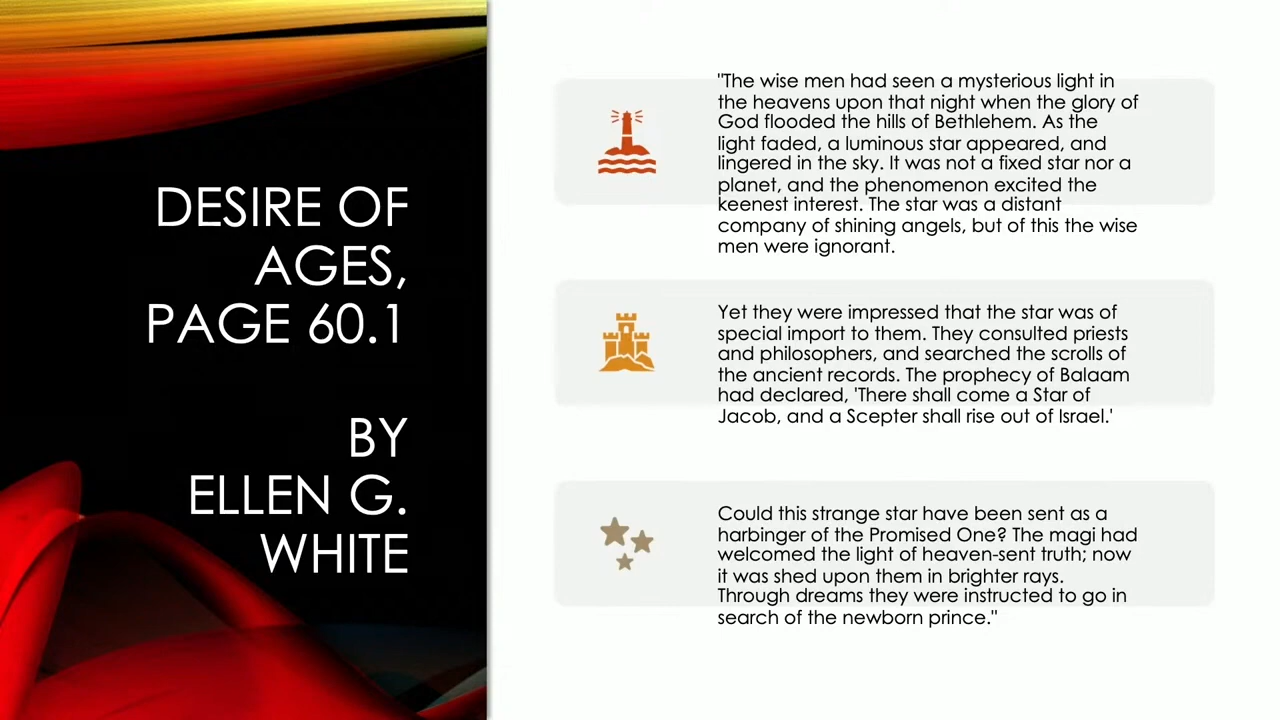 DESIRE OF
AGES,
PAGE 60.1
BY
ELLEN G.
WHITE
"The wise men had seen a mysterious light in
the heavens upon that night when the glory of
God flooded the hills of Bethlehem. As the
light faded, a luminous star appeared, and
lingered in the sky. It was not a fixed star nor a
planet, and the phenomenon excited the
keenest interest. The star was a distant
company of shining angels, but of this the wise
men were ignorant.
Yet they were impressed that the star was of
special import to them. They consulted priests
and philosophers, and searched the scrolls of
the ancient records. The prophecy of Balaam
had declared, 'There shall come a Star of
Jacob, and a Scepter shall rise out of Israel.'
Could this strange star have been sent as a
harbinger of the Promised One? The magi had
welcomed the light of heaven-sent truth; now
it was shed upon them in brighter rays.
Through dreams they were instructed to go in
search of the newborn prince."